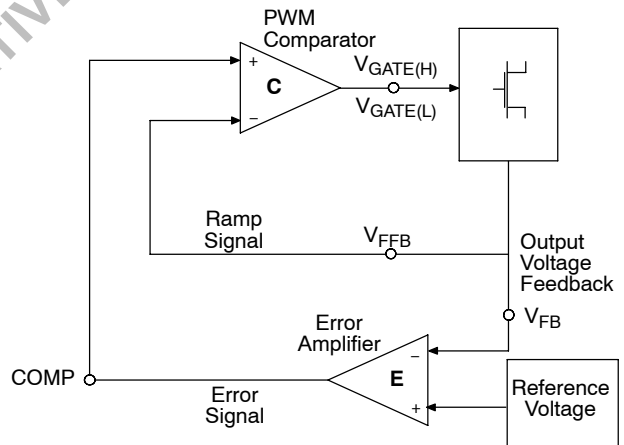 PWM
Comparator
+
C
−
VGATE(H)
VGATE(L)
Ramp
Signal
VFFB
Output
Voltage
Feedback
VFB
Error
Amplifier
−
E
+
COMP
Error
Signal
Reference
Voltage